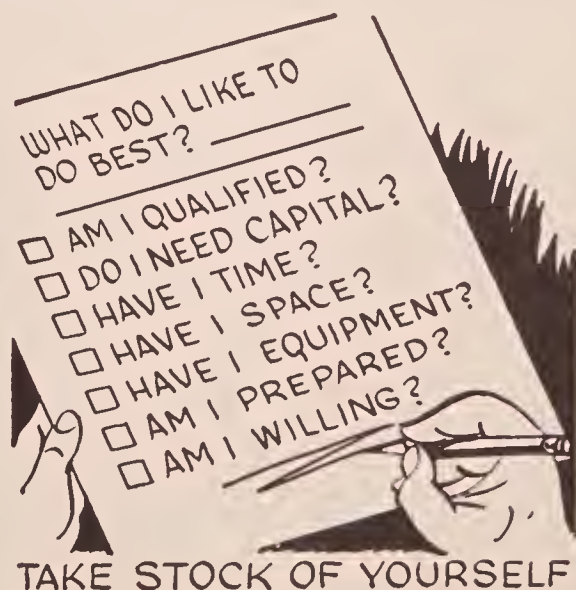 WHAT DO I LIKE TO
DO BEST?
AM I QUALIFIED?
DO I NEED CAPITAL?
HAVE I TIME?
HAVE I SPACE?
HAVE I EQUIPMENT?
AM I PREPARED?
AM I WILLING?
TAKE STOCK OF YOURSELF